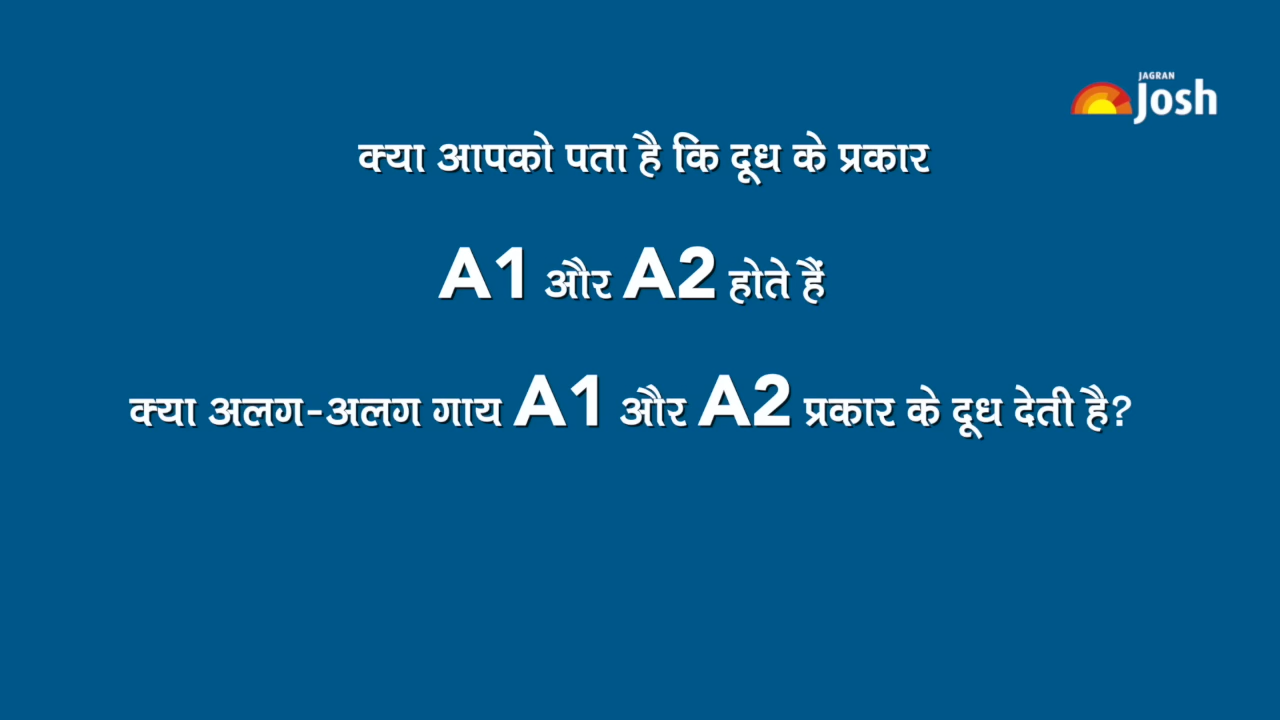 JAGRAN
Josh
क्या आपको पता है कि दूध के प्रकार
A1 और A2 होते हैं
क्या अलग-अलग गाय A1 और A2 प्रकार के दूध देती है?